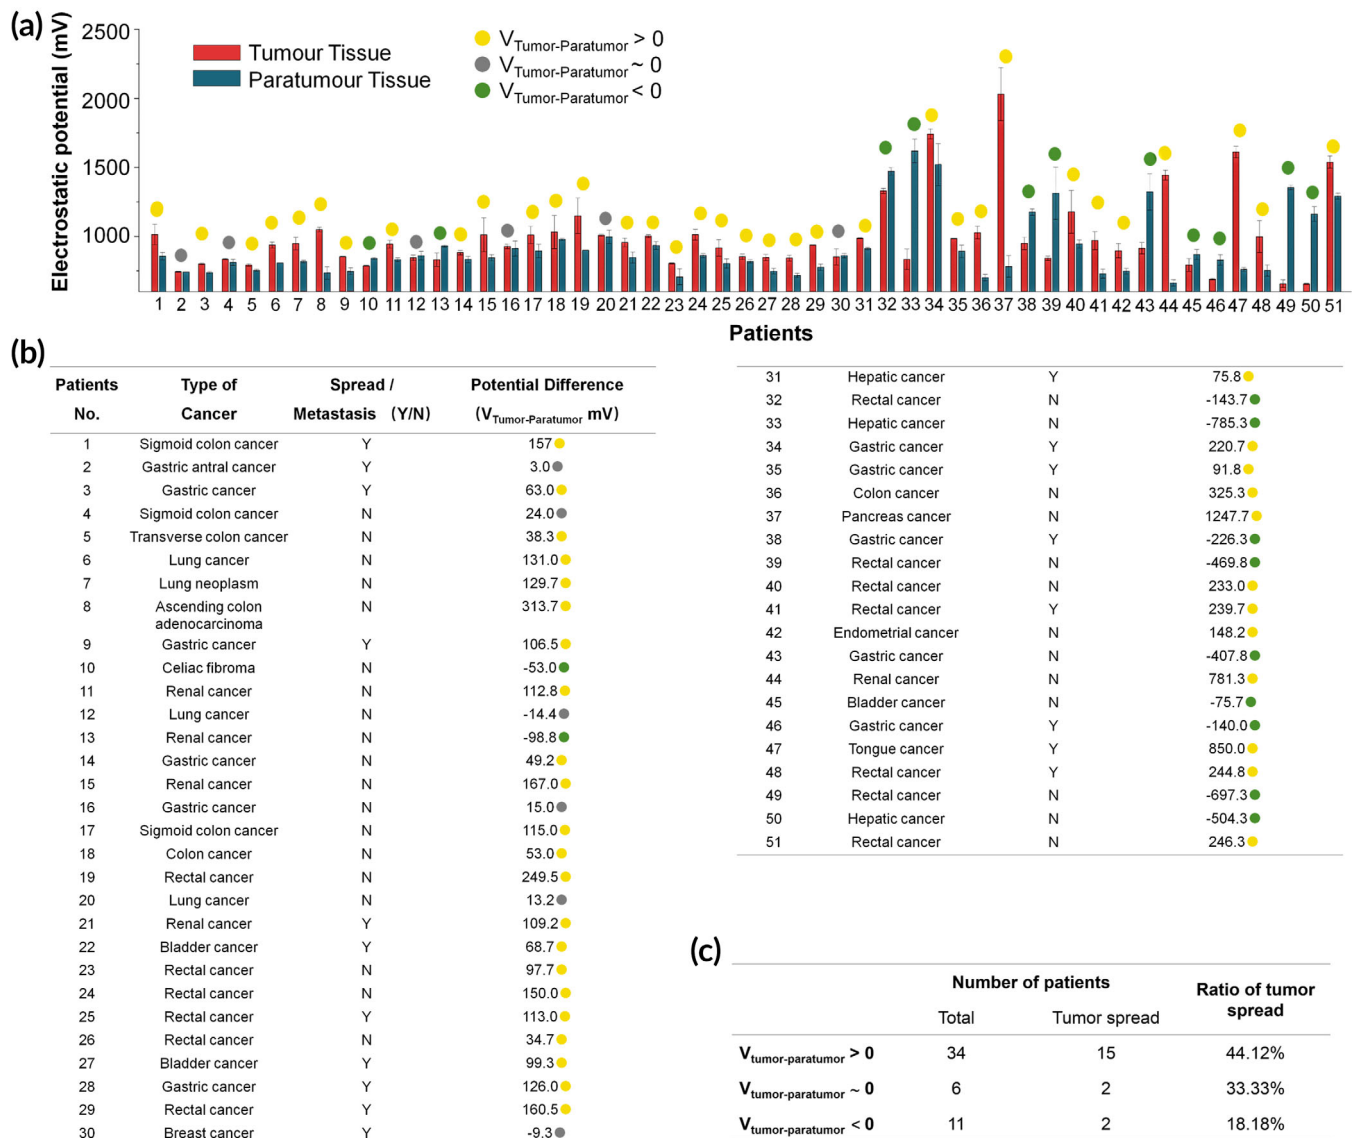 (a)
Electrostatic potential (mV)
2500
2000
1500
1000
Tumour Tissue
Paratumour Tissue
VTumor-Paratumor > 0
VTumor-Paratumor ~ 0
VTumor-Paratumor < 0
1 2 3 4 5 6 7 8 9 10 11 12 13 14 15 16 17 18 19 20 21 22 23 24 25 26 27 28 29 30 31 32 33 34 35 36 37 38 39 40 41 42 43 44 45 46 47 48 49 50 51
Patients
(b)
Patients Type of Spread / Potential Difference
No. Cancer Metastasis (Y/N) (VTumor-Paratumor mV)
1 Sigmoid colon cancer Y 157
2 Gastric antral cancer Y 3.0
3 Gastric cancer Y 63.0
4 Sigmoid colon cancer N 24.0
5 Transverse colon cancer N 38.3
6 Lung cancer N 131.0
7 Lung neoplasm N 129.7
8 Ascending colon N 313.7
adenocarcinoma
9 Gastric cancer Y 106.5
10 Celiac fibroma N -53.0
11 Renal cancer N 112.8
12 Lung cancer N -14.4
13 Renal cancer N -98.8
14 Gastric cancer N 49.2
15 Renal cancer N 167.0
16 Gastric cancer N 15.0
17 Sigmoid colon cancer N 115.0
18 Colon cancer N 53.0
19 Rectal cancer N 249.5
20 Lung cancer N 13.2
21 Renal cancer Y 109.2
22 Bladder cancer Y 68.7
23 Rectal cancer N 97.7
24 Rectal cancer N 150.0
25 Rectal cancer Y 113.0
26 Rectal cancer N 34.7
27 Bladder cancer Y 99.3
28 Gastric cancer Y 126.0
29 Rectal cancer Y 160.5
30 Breast cancer Y -9.3
31 Hepatic cancer Y 75.8
32 Rectal cancer N -143.7
33 Hepatic cancer N -785.3
34 Gastric cancer Y 220.7
35 Gastric cancer Y 91.8
36 Colon cancer N 325.3
37 Pancreas cancer N 1247.7
38 Gastric cancer Y -226.3
39 Rectal cancer N -469.8
40 Rectal cancer N 233.0
41 Rectal cancer Y 239.7
42 Endometrial cancer N 148.2
43 Gastric cancer N -407.8
44 Renal cancer N 781.3
45 Bladder cancer N -75.7
46 Gastric cancer Y -140.0
47 Tongue cancer Y 850.0
48 Rectal cancer Y 244.8
49 Rectal cancer N -697.3
50 Hepatic cancer N -504.3
51 Rectal cancer N 246.3
(c)
Number of patients Ratio of tumor spread
Total Tumor spread
Vtumor-paratumor > 0 34 15 44.12%
Vtumor-paratumor ~ 0 6 2 33.33%
Vtumor-paratumor < 0 11 2 18.18%